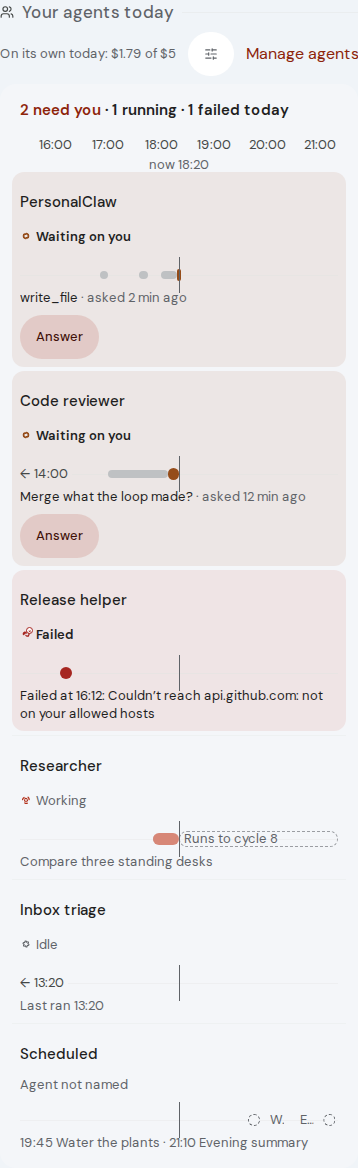 Your agents today
On its own today: $1.79 of $5
Manage agents
2 need you · 1 running · 1 failed today
16:00 17:00 18:00 19:00 20:00 21:00
now 18:20
PersonalClaw
Waiting on you
write_file · asked 2 min ago
Answer
Code reviewer
Waiting on you
← 14:00
Merge what the loop made? · asked 12 min ago
Answer
Release helper
Failed
Failed at 16:12: Couldn’t reach api.github.com: not
on your allowed hosts
Researcher
Working
Runs to cycle 8
Compare three standing desks
Inbox triage
Idle
← 13:20
Last ran 13:20
Scheduled
Agent not named
W. E…
19:45 Water the plants · 21:10 Evening summary